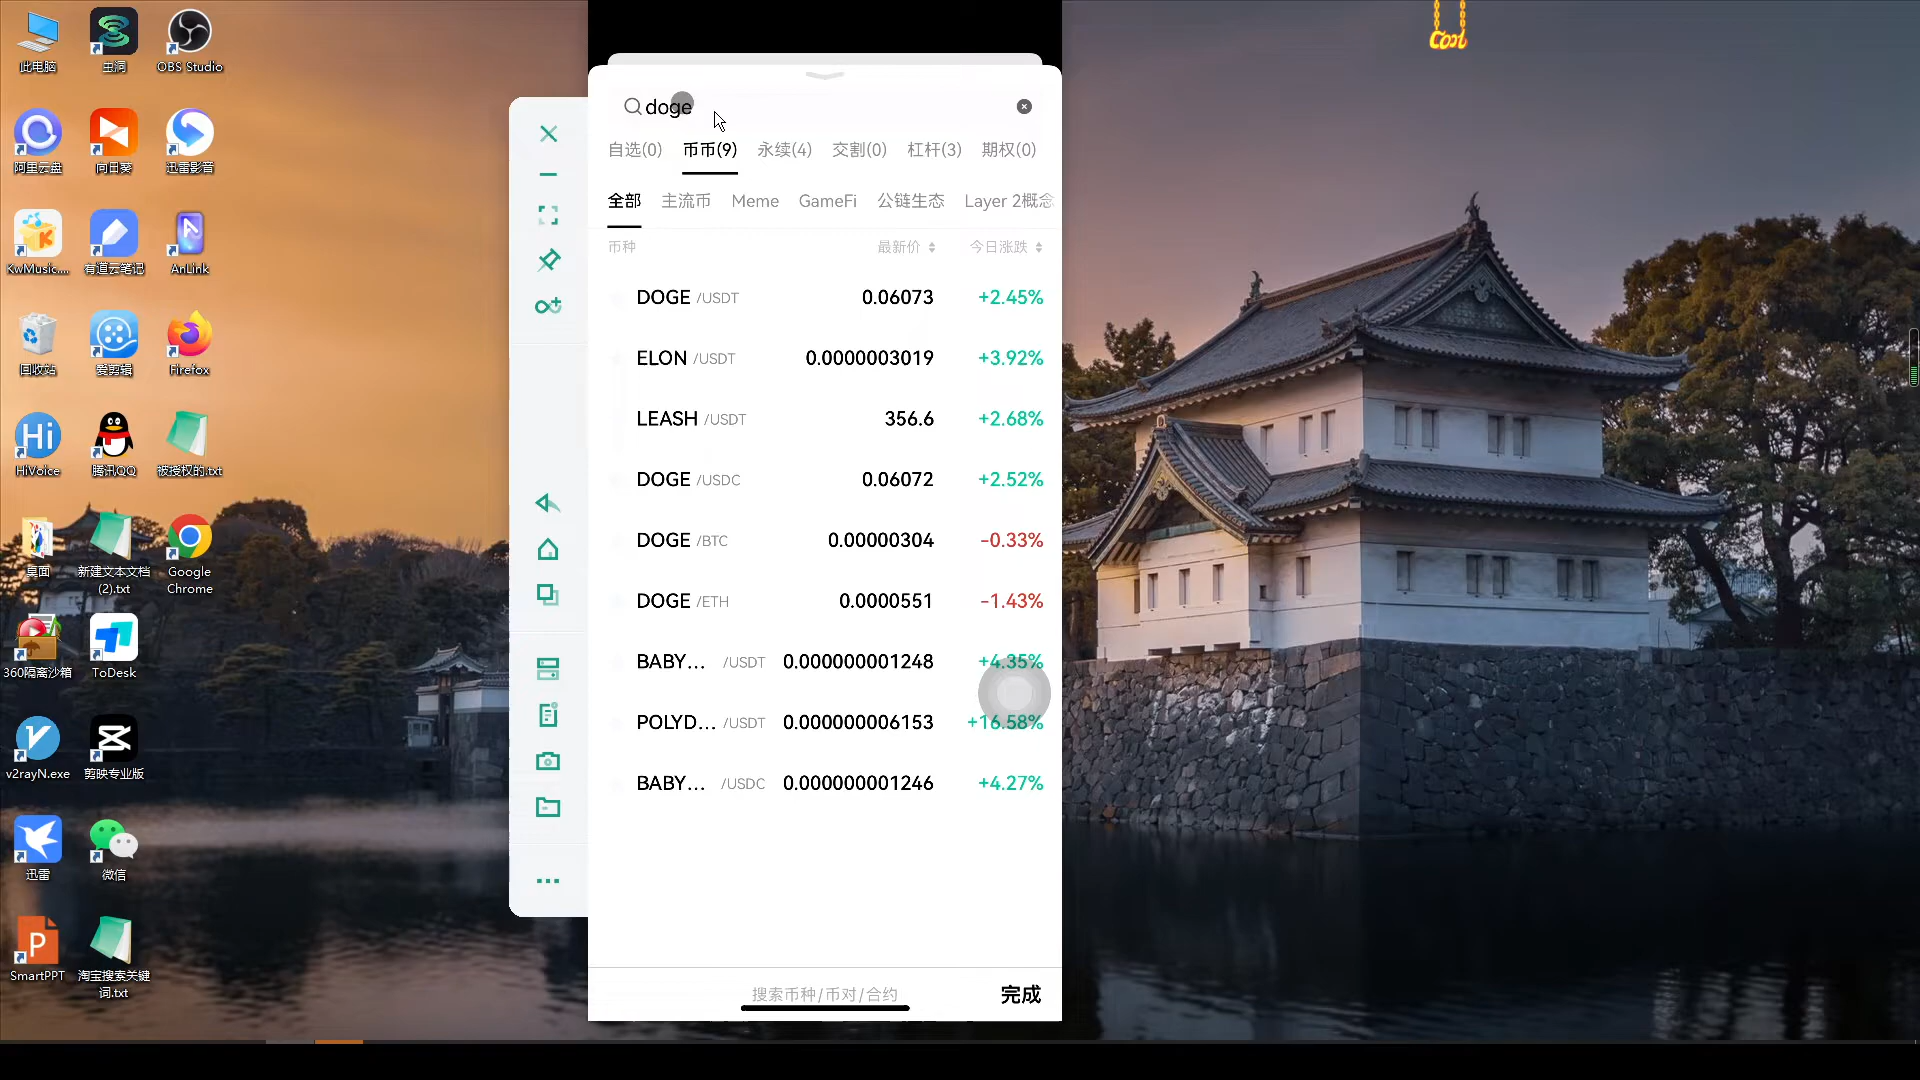 此电脑
王洞
OBS Studio
阿里云盘
向日葵
迅雷影音
KwMusic....
有道云笔记
AnLink
回收站
爱剪辑
Firefox
Hi
HiVoice
腾讯QQ
被授权的.txt
桌面
新建文本文档
(2).txt
Google
Chrome
360隔离沙箱
ToDesk
v2rayN.exe
剪映专业版
迅雷
微信
P
SmartPPT
淘宝搜索关键
词.txt
doge
自选(0) 币币(9) 永续(4) 交割(0) 杠杆(3) 期权(0)
全部 主流币 Meme GameFi 公链生态 Layer 2概念
币种 最新价 今日涨跌
DOGE /USDT 0.06073 +2.45%
ELON /USDT 0.0000003019 +3.92%
LEASH /USDT 356.6 +2.68%
DOGE /USDC 0.06072 +2.52%
DOGE /BTC 0.00000304 -0.33%
DOGE /ETH 0.0000551 -1.43%
BABY... /USDT 0.000000001248 +4.35%
POLYD... /USDT 0.000000006153 +16.58%
BABY... /USDC 0.000000001246 +4.27%
搜索币种/币对/合约
完成
Cool